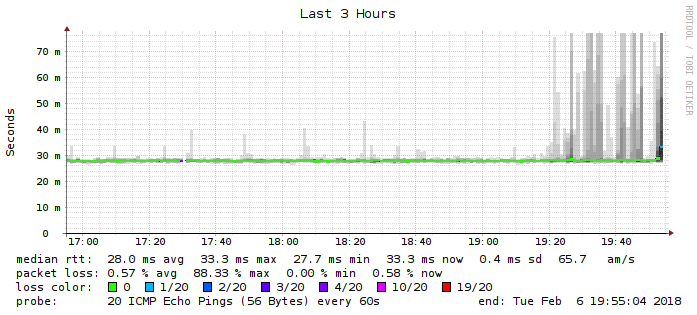 Last 3 Hours
RRDTOOL / TOBI OETIKER
Seconds
70 m
60 m
50 m
40 m
30 m
20 m
10 m
0
17:00 17:20 17:40 18:00 18:20 18:40 19:00 19:20 19:40
median rtt: 28.0 ms avg 33.3 ms max 27.7 ms min 33.3 ms now 0.4 ms sd 65.7 am/s
packet loss: 0.57 % avg 88.33 % max 0.00 % min 0.58 % now
loss color: 0 1/20 2/20 3/20 4/20 10/20 19/20
probe: 20 ICMP Echo Pings (56 Bytes) every 60s end: Tue Feb 6 19:55:04 2018